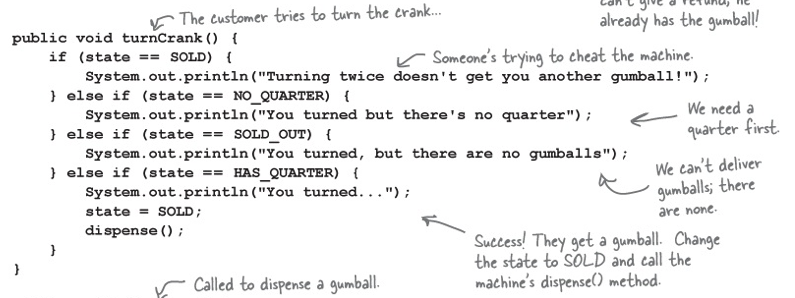 can't give a refund, he
already has the gumball!
The customer tries to turn the crank...
public void turnCrank() {
if (state == SOLD) {
Someone's trying to cheat the machine.
System.out.println("Turning twice doesn't get you another gumball!");
} else if (state == NO_QUARTER) {
System.out.println("You turned but there's no quarter");
We need a
quarter first.
} else if (state == SOLD_OUT) {
System.out.println("You turned, but there are no gumballs");
We can't deliver
gumballs; there
are none.
} else if (state == HAS_QUARTER) {
System.out.println("You turned...");
state = SOLD;
dispense();
Success! They get a gumball. Change
the state to SOLD and call the
machine's dispense() method.
}
}
Called to dispense a gumball.